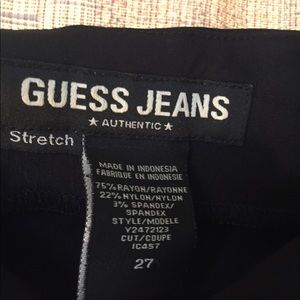 GUESS JEANS
★ AUTHENTIC ★
Stretch
MADE IN INDONESIA
FABRIQUE EN INDONESIE
75% RAYON/RAYONNE
22% NYLON/NYLON
3% SPANDEX/
SPANDEX
STYLE/MODELE
Y2472123
CUT/COUPE
1C457
27